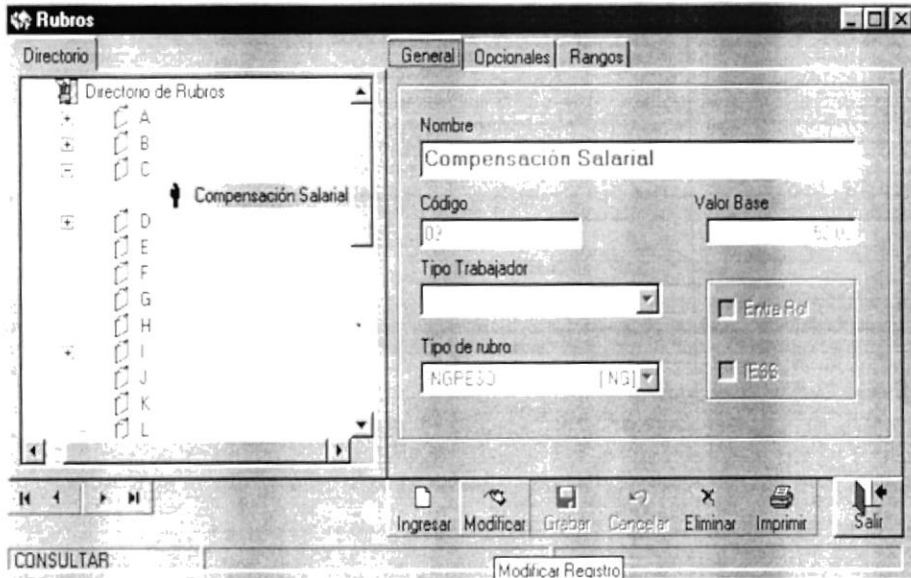 Rubros
Directorio
Directorio de Rubros
A
B
C
Compensación Salarial
D
E
F
G
H
I
J
K
L
General Opcionales Rangos
Nombre
Compensación Salarial
Código Valor Base
Tipo Trabajador
Entra Rol
Tipo de rubro
IESS
Ingresar Modificar Grabar Cancelar Eliminar Imprimir Salir
CONSULTAR
Modificar Registro